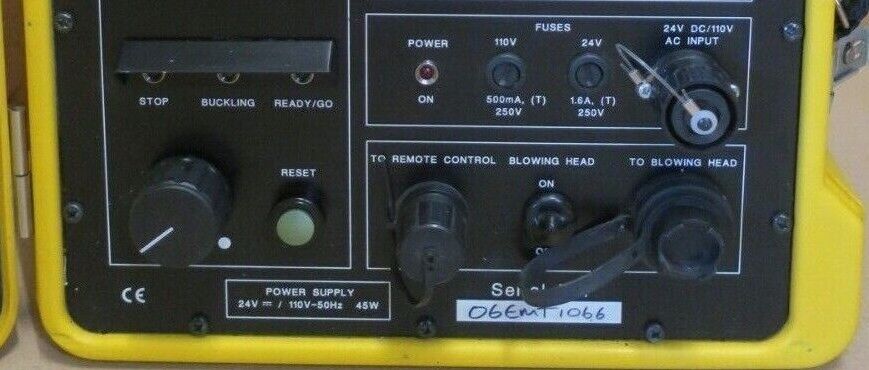 FUSES
POWER 110V 24V
24V DC/110V
AC INPUT
ON
500mA, (T)
250V
1.6A, (T)
250V
STOP BUCKLING READY/GO
RESET
TO REMOTE CONTROL BLOWING HEAD TO BLOWING HEAD
ON
CE
POWER SUPPLY
24V ⎓ / 110V-50Hz 45W
06EMT1066